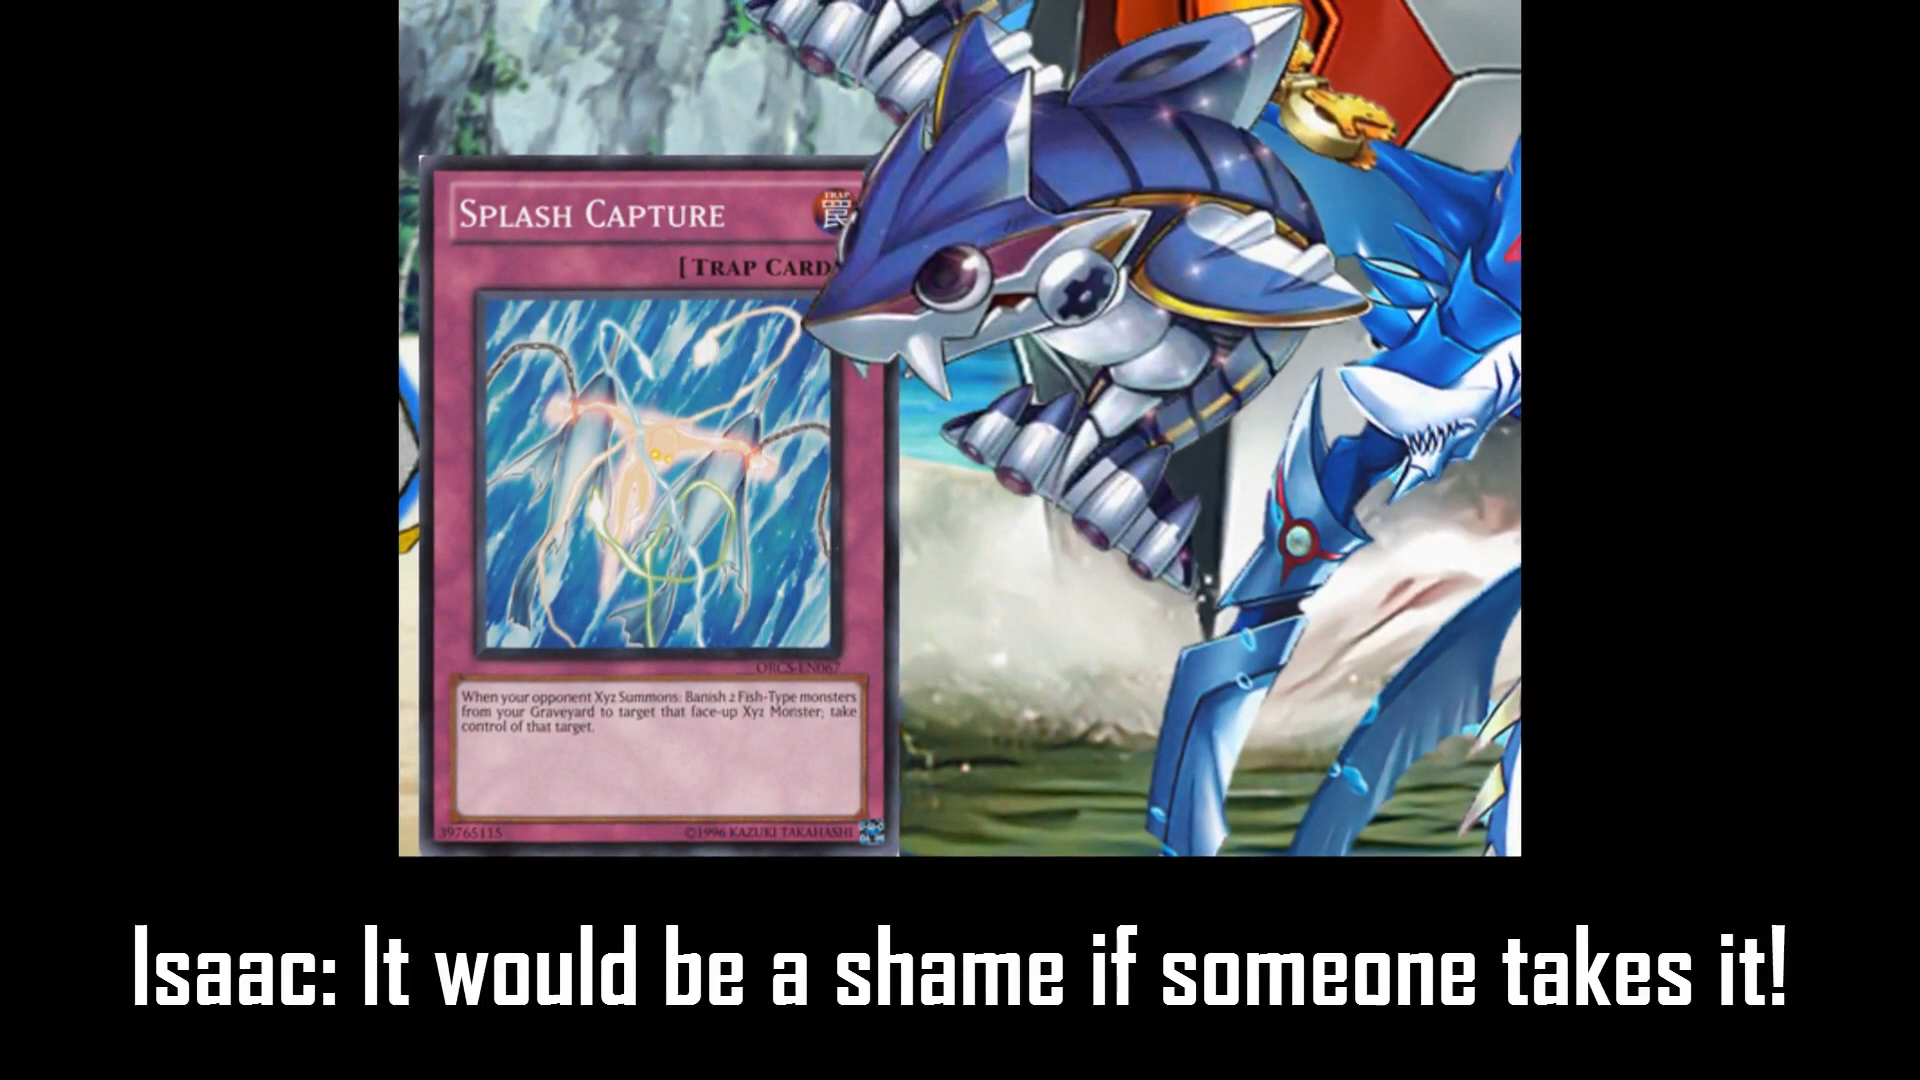 SPLASH CAPTURE
TRAP
罠
[TRAP CARD
ORCS-EN067
When your opponent Xyz Summons: Banish 2 Fish-Type monsters
from your Graveyard to target that face-up Xyz Monster; take
control of that target.
39765115
©1996 KAZUKI TAKAHASHI
Isaac: It would be a shame if someone takes it!